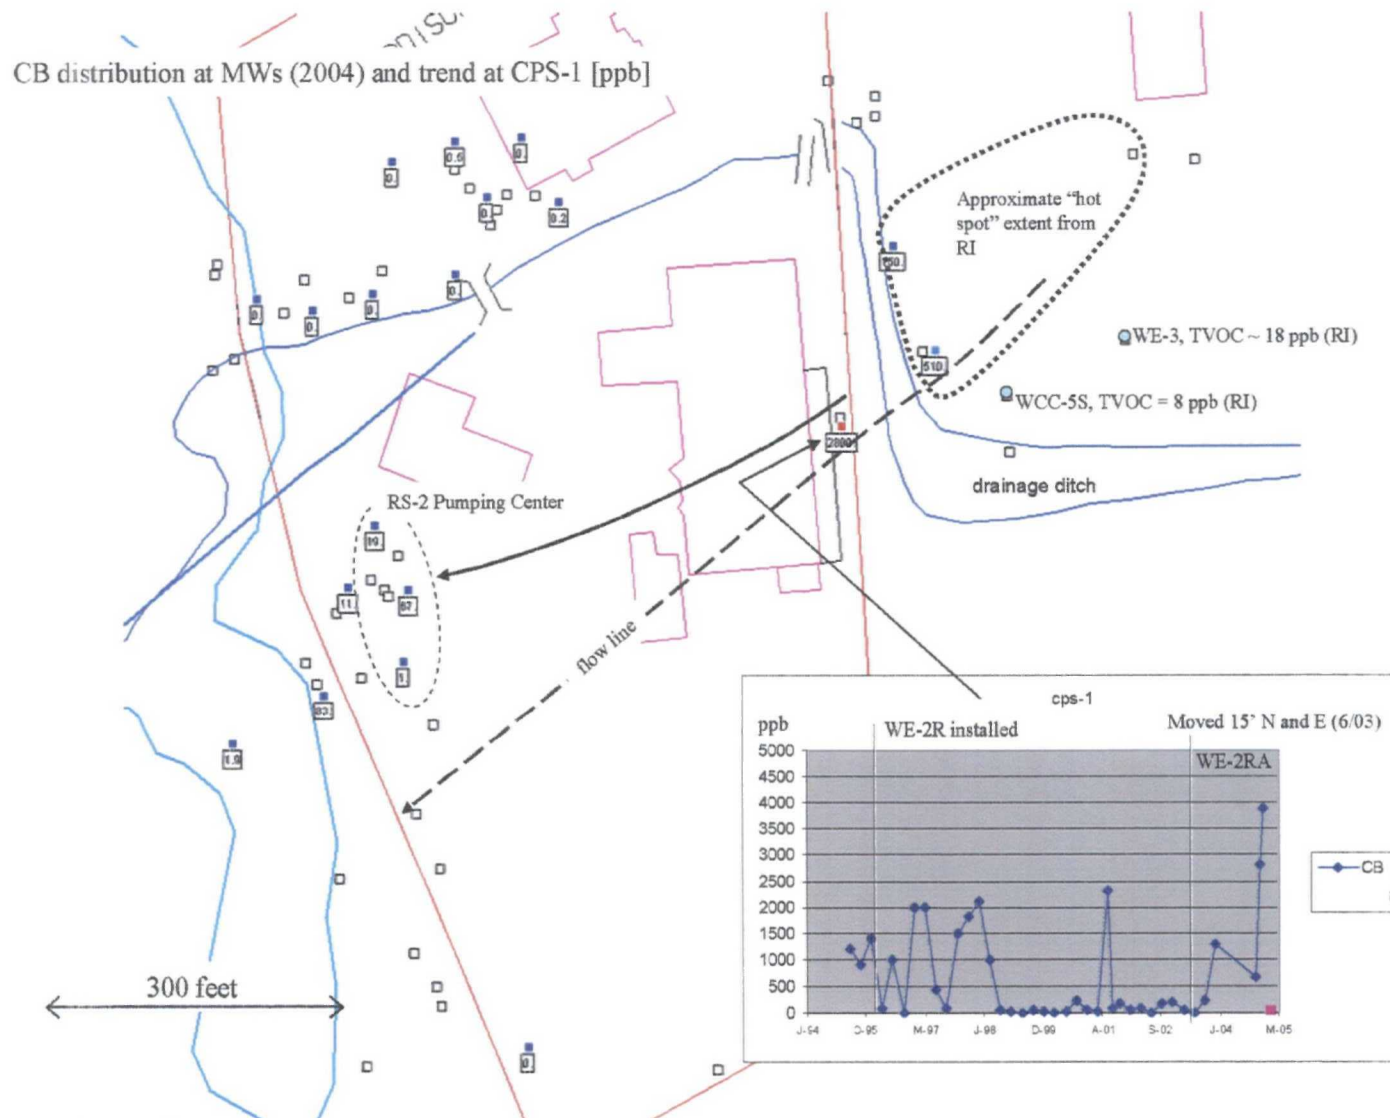 CB distribution at MWs (2004) and trend at CPS-1 [ppb]
0.
0.5
0.
0.
0.2
Approximate "hot
spot" extent from
RI
0.
0.
0.
0.
510.
WE-3, TVOC ~ 18 ppb (RI)
WCC-5S, TVOC = 8 ppb (RI)
drainage ditch
RS-2 Pumping Center
19.
11.
67.
1.
flow line
1.9
300 feet
0.
cps-1
ppb
WE-2R installed
Moved 15' N and E (6/03)
WE-2RA
5000
4500
4000
3500
3000
2500
2000
1500
1000
500
0
J-94
O-95
M-97
J-98
D-99
A-01
S-02
J-04
M-05
CB